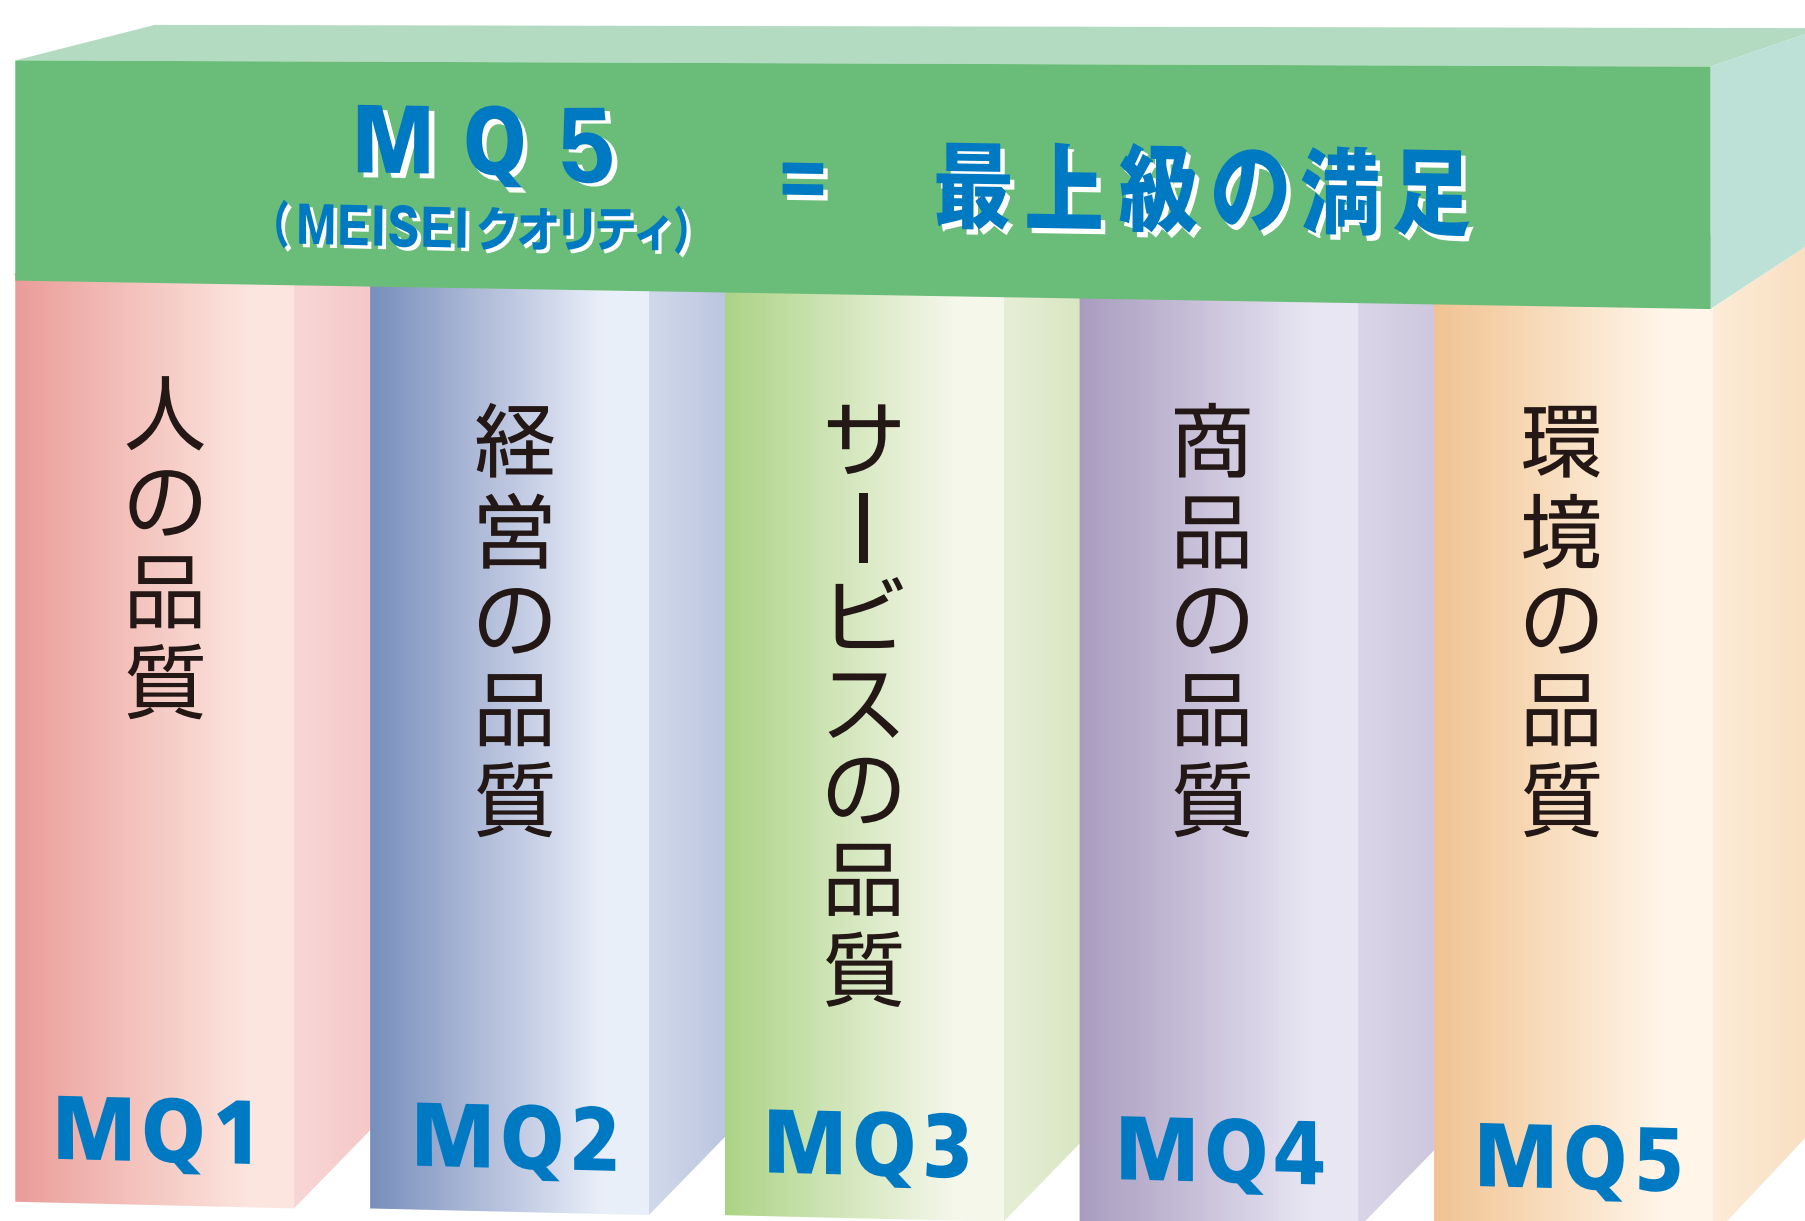 MQ5
(MEISEIクオリティ)
= 最上級の満足
人の品質
MQ1
経営の品質
MQ2
サービスの品質
MQ3
商品の品質
MQ4
環境の品質
MQ5